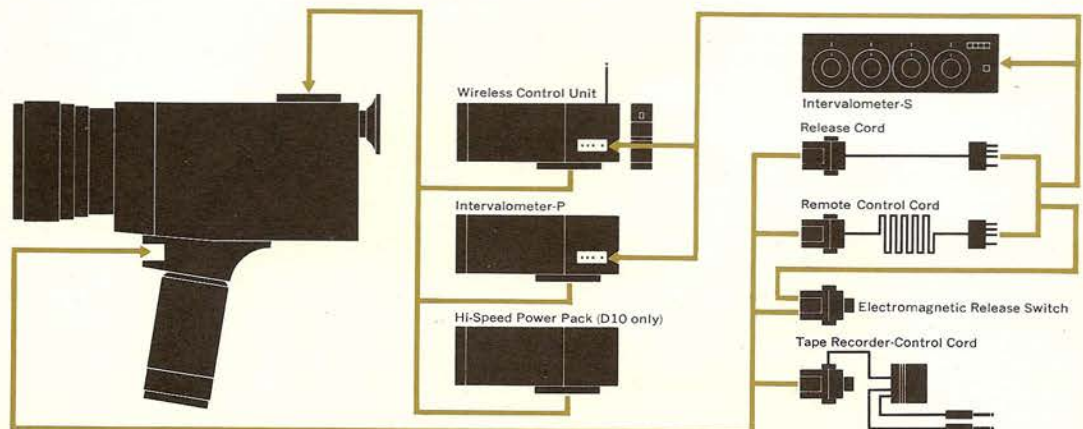 Wireless Control Unit
Intervalometer-P
Hi-Speed Power Pack (D10 only)
Intervalometer-S
Release Cord
Remote Control Cord
Electromagnetic Release Switch
Tape Recorder-Control Cord